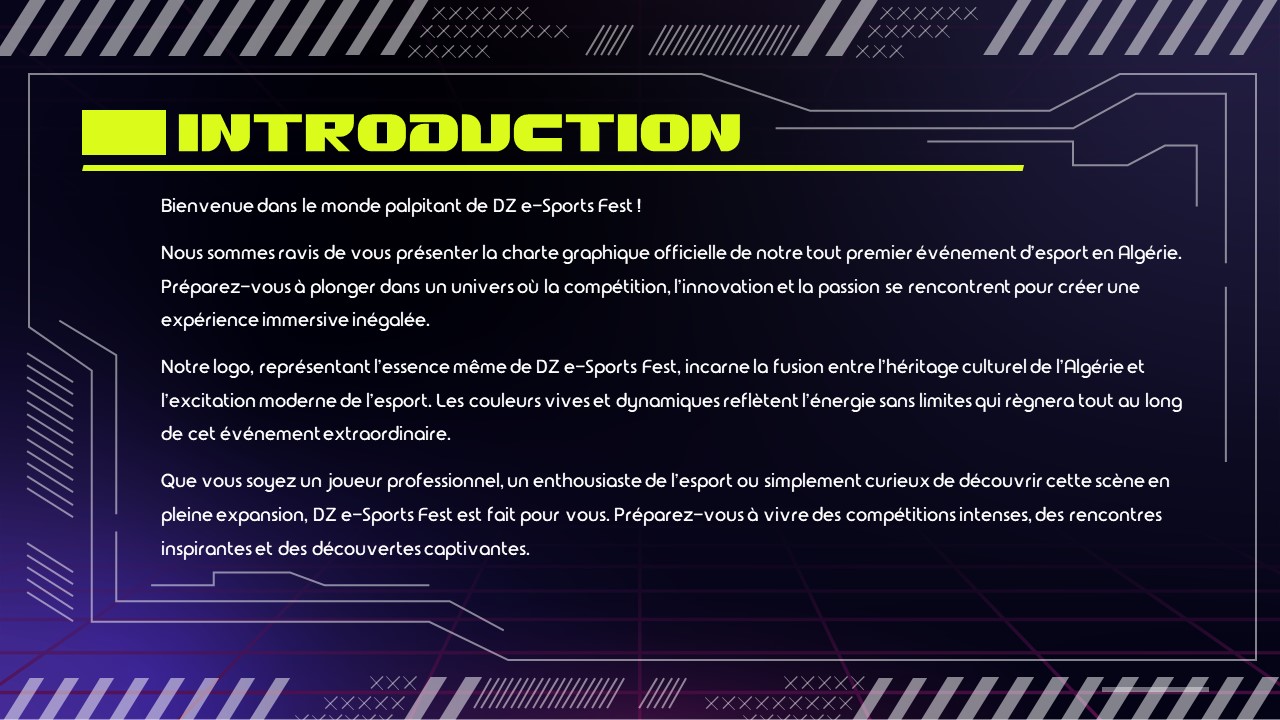 INTRODUCTION
Bienvenue dans le monde palpitant de DZ e-Sports Fest !
Nous sommes ravis de vous présenter la charte graphique officielle de notre tout premier événement d'esport en Algérie.
Préparez-vous à plonger dans un univers où la compétition, l'innovation et la passion se rencontrent pour créer une
expérience immersive inégalée.
Notre logo, représentant l'essence même de DZ e-Sports Fest, incarne la fusion entre l'héritage culturel de l'Algérie et
l'excitation moderne de l'esport. Les couleurs vives et dynamiques reflètent l'énergie sans limites qui règnera tout au long
de cet événement extraordinaire.
Que vous soyez un joueur professionnel, un enthousiaste de l'esport ou simplement curieux de découvrir cette scène en
pleine expansion, DZ e-Sports Fest est fait pour vous. Préparez-vous à vivre des compétitions intenses, des rencontres
inspirantes et des découvertes captivantes.